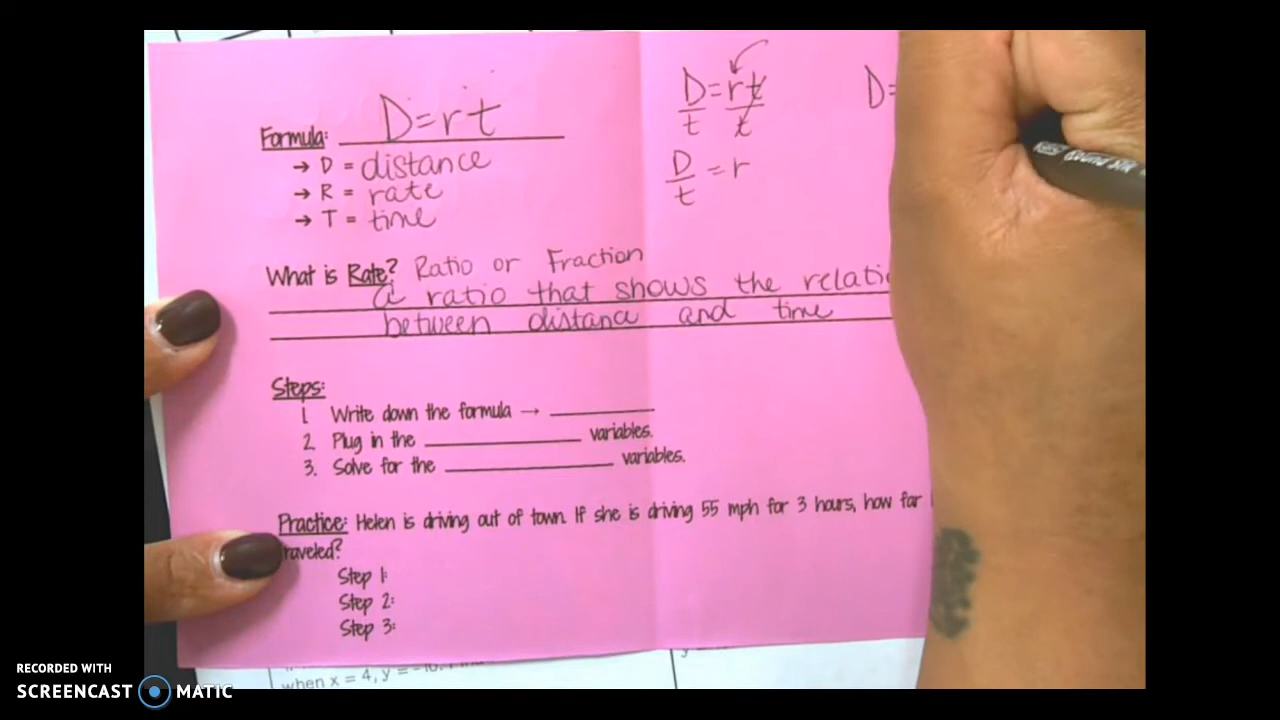 D=rt
Formula:
→ D = distance
→ R = rate
→ T = time
D = rt
t t
D = r
t
D=
What is Rate? Ratio or Fraction
a ratio that shows the
between distance and time
Steps:
1. Write down the formula →
2. Plug in the variables.
3. Solve for the variables.
Practice: Helen is driving out of town. If she is driving 55 mph for 3 hours, how far
traveled?
Step 1:
Step 2:
Step 3:
when x = 4, y =
RECORDED WITH
SCREENCAST MATIC